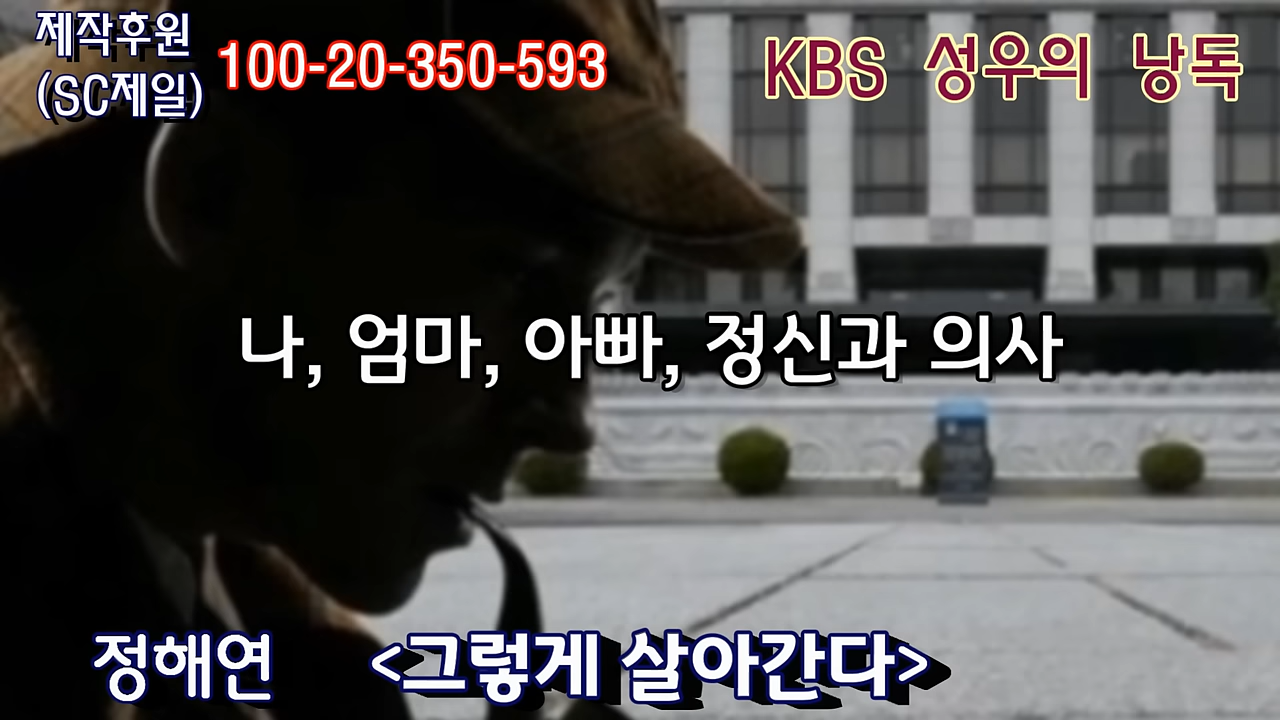 제작후원
(SC제일)
100-20-350-593
KBS 성우의 낭독
나, 엄마, 아빠, 정신과 의사
정해연 <그렇게 살아간다>